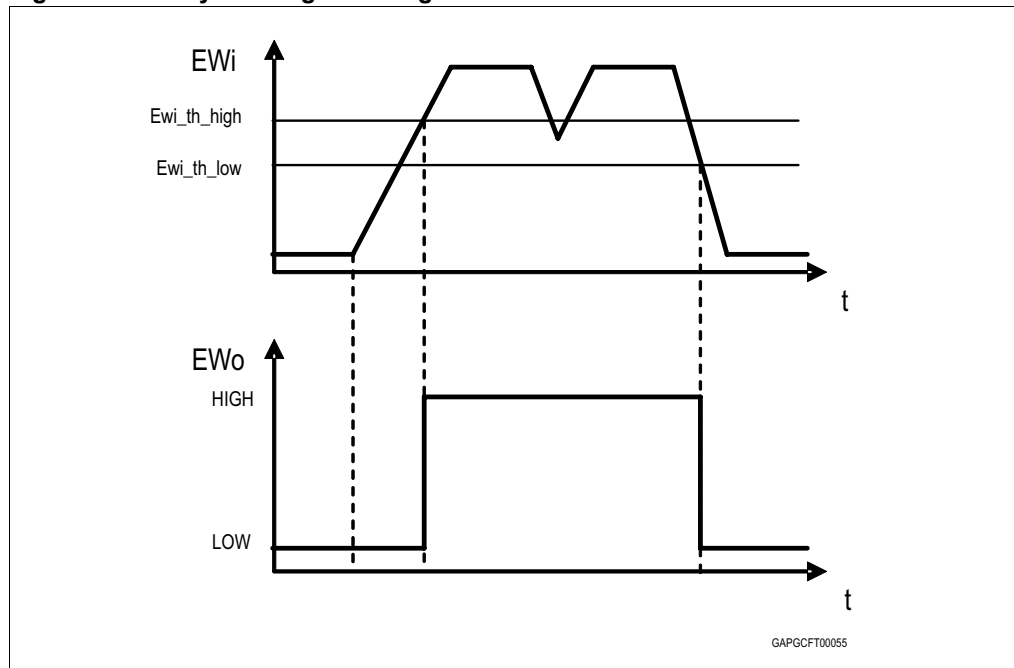 EWi
Ewi_th_high
Ewi_th_low
t
EWo
HIGH
LOW
t
GAPGCFT00055